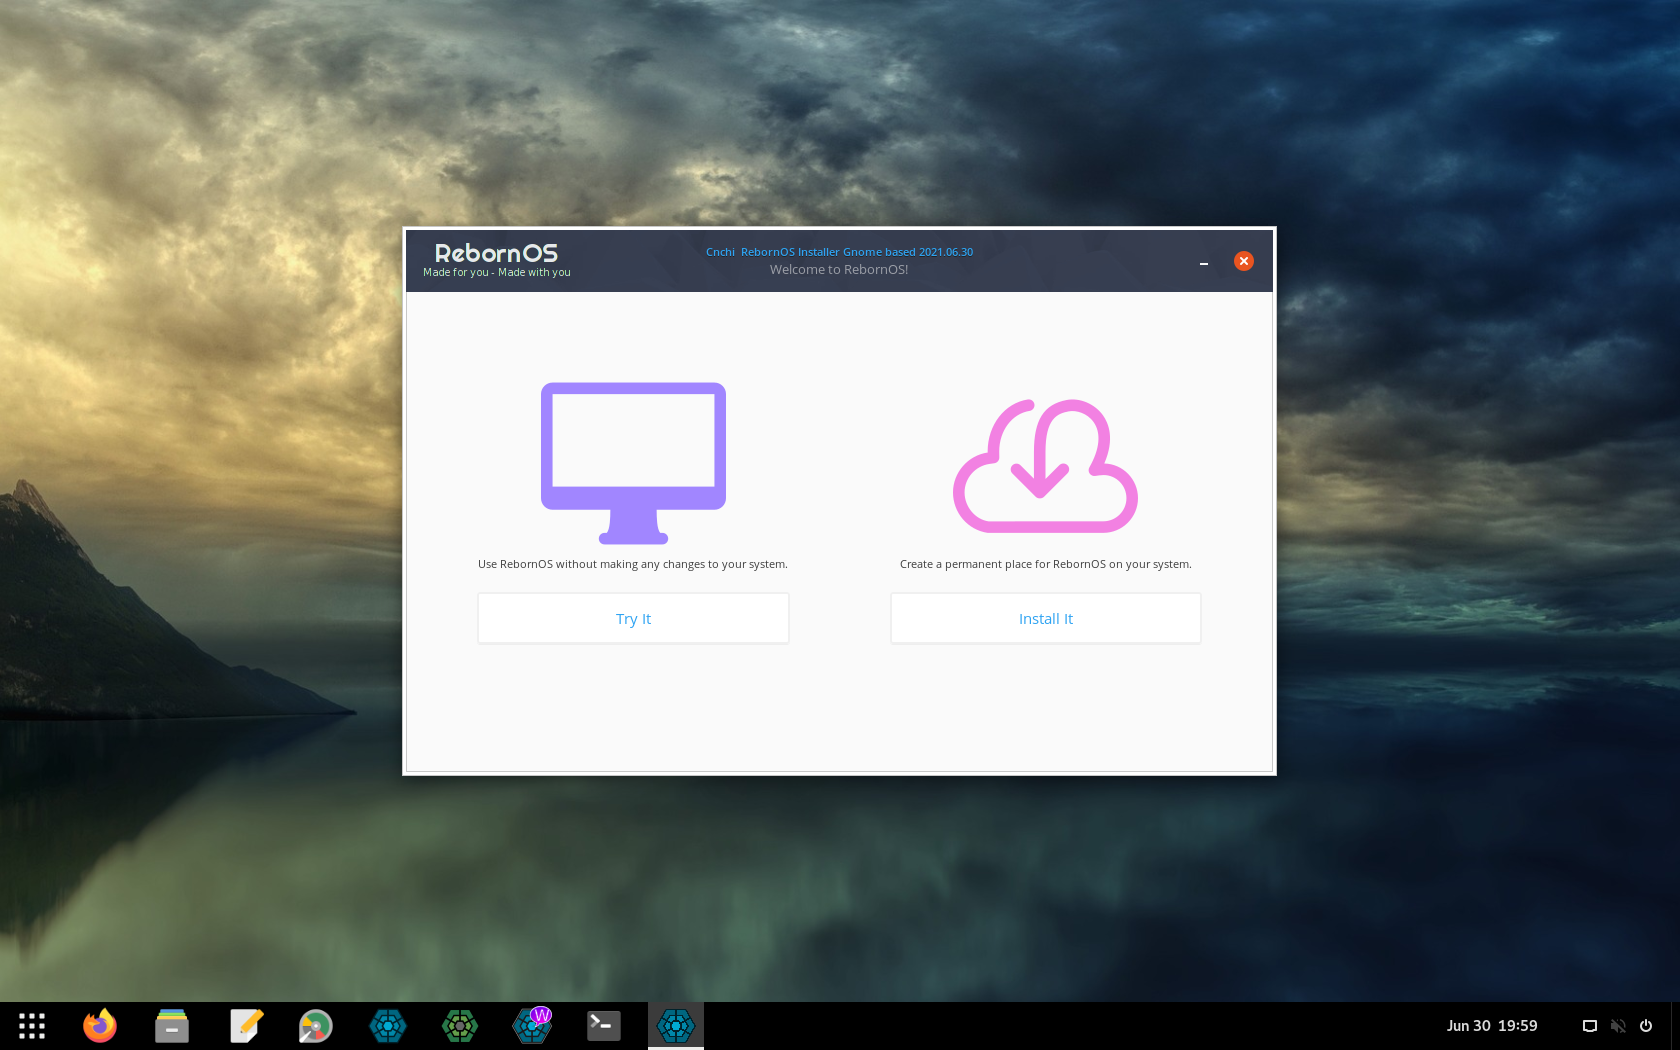 RebornOS
Made for you - Made with you
Cnchi RebornOS Installer Gnome based 2021.06.30
Welcome to RebornOS!
Use RebornOS without making any changes to your system.
Create a permanent place for RebornOS on your system.
Try It
Install It
W
Jun 30 19:59